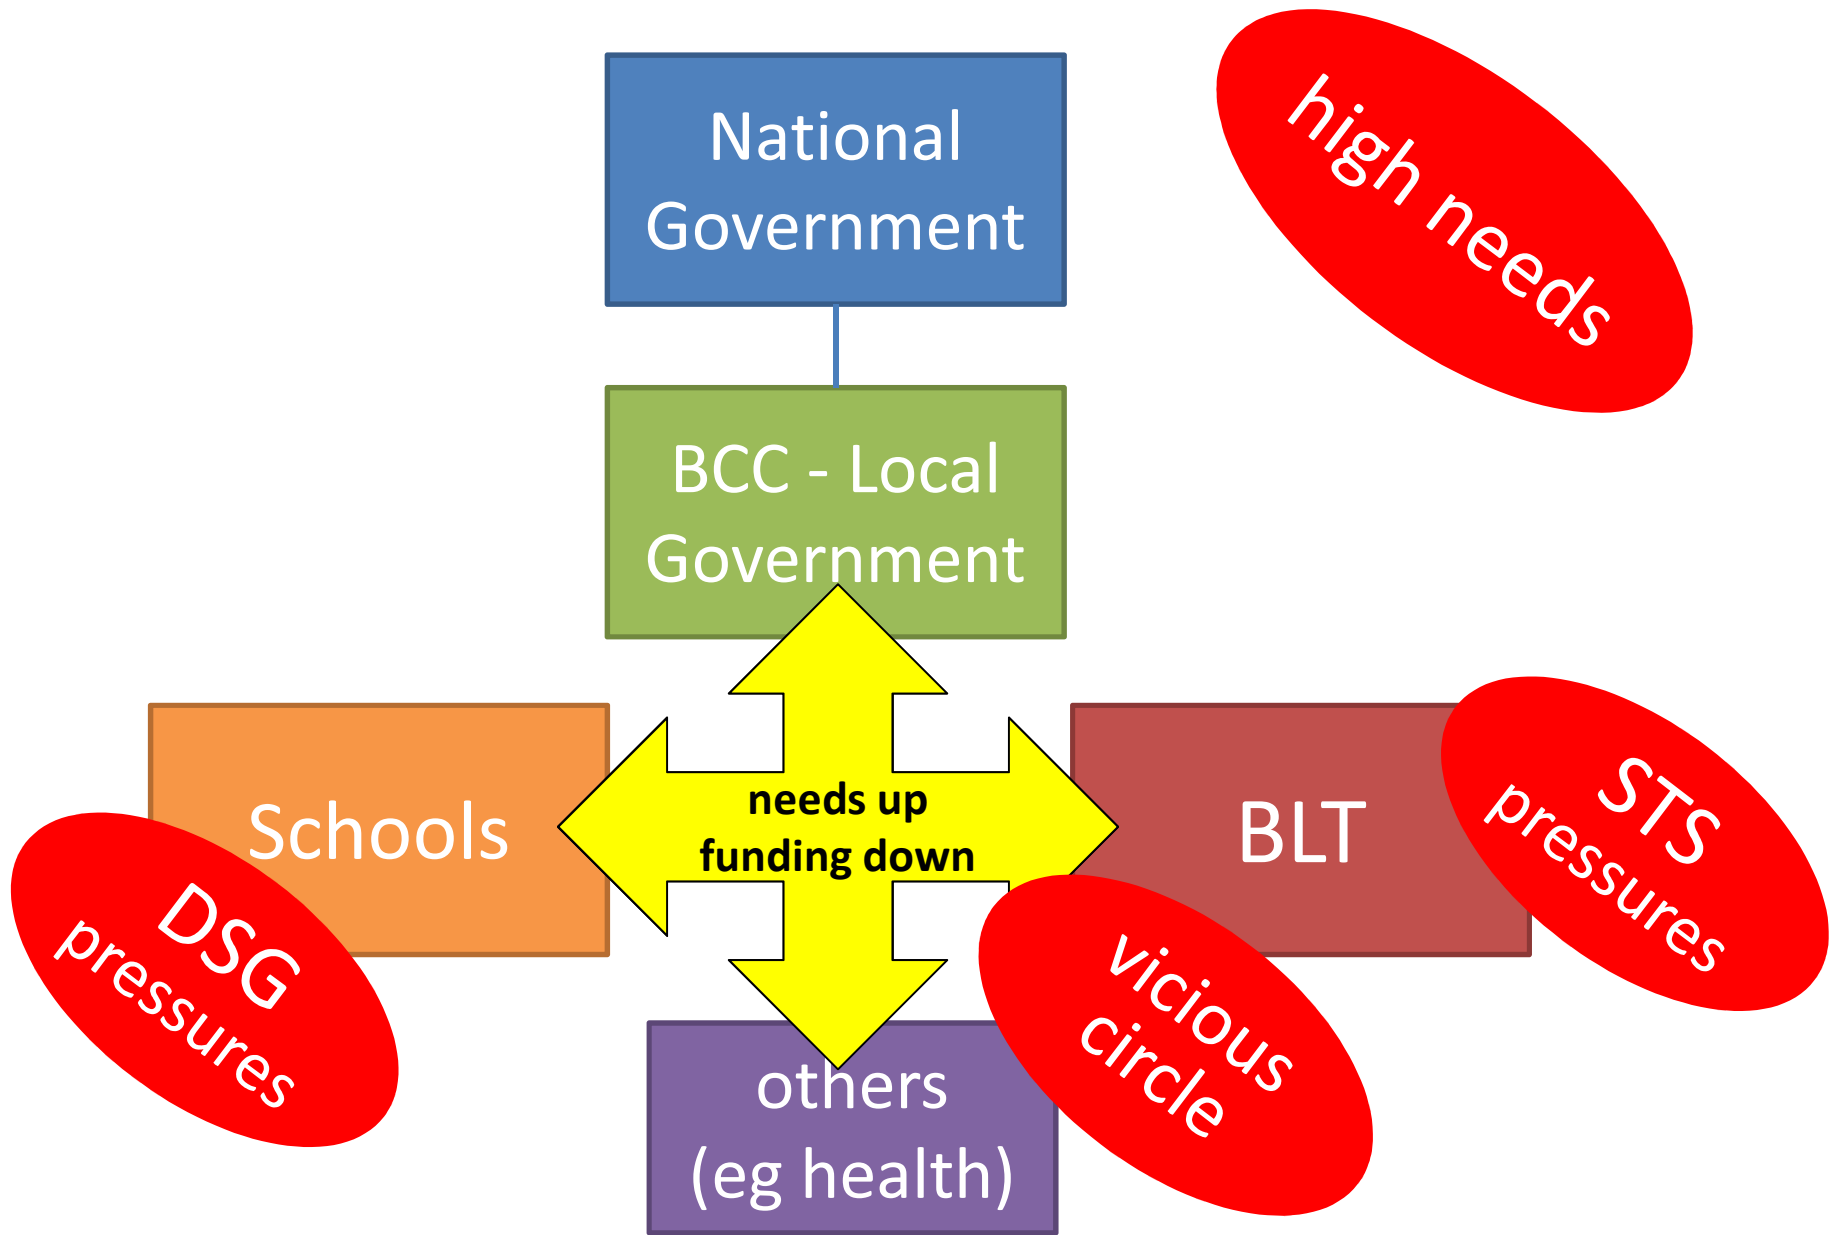 National
Government
high needs
BCC - Local
Government
Schools
needs up
funding down
BLT
STS
pressures
DSG
pressures
vicious
circle
others
(eg health)